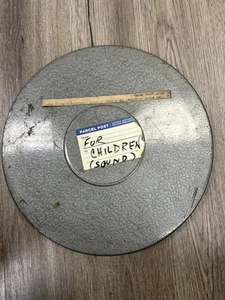 PARCEL POST
FOR
CHILDREN
(SOUND)